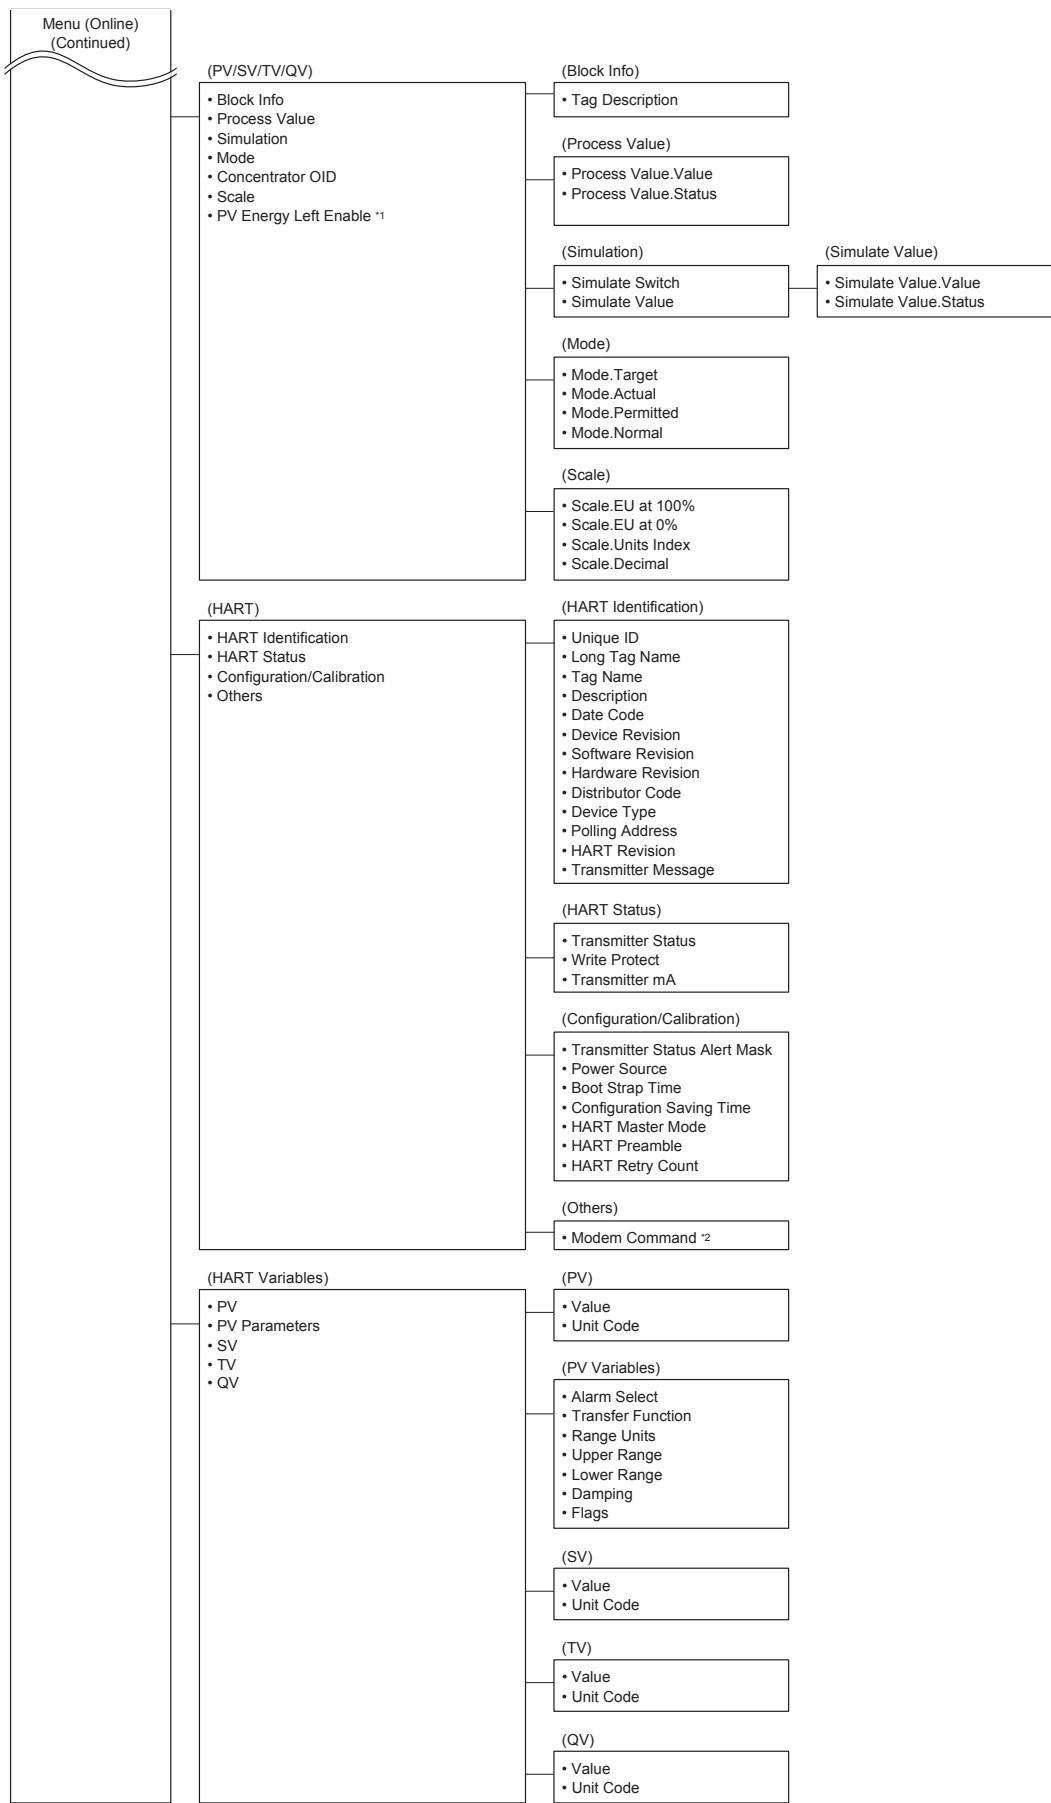 Menu (Online)
(Continued)
(PV/SV/TV/QV)
• Block Info
• Process Value
• Simulation
• Mode
• Concentrator OID
• Scale
• PV Energy Left Enable *1
(Block Info)
• Tag Description
(Process Value)
• Process Value.Value
• Process Value.Status
(Simulation)
• Simulate Switch
• Simulate Value
(Simulate Value)
• Simulate Value.Value
• Simulate Value.Status
(Mode)
• Mode.Target
• Mode.Actual
• Mode.Permitted
• Mode.Normal
(Scale)
• Scale.EU at 100%
• Scale.EU at 0%
• Scale.Units Index
• Scale.Decimal
(HART)
• HART Identification
• HART Status
• Configuration/Calibration
• Others
(HART Identification)
• Unique ID
• Long Tag Name
• Tag Name
• Description
• Date Code
• Device Revision
• Software Revision
• Hardware Revision
• Distributor Code
• Device Type
• Polling Address
• HART Revision
• Transmitter Message
(HART Status)
• Transmitter Status
• Write Protect
• Transmitter mA
(Configuration/Calibration)
• Transmitter Status Alert Mask
• Power Source
• Boot Strap Time
• Configuration Saving Time
• HART Master Mode
• HART Preamble
• HART Retry Count
(Others)
• Modem Command *2
(HART Variables)
• PV
• PV Parameters
• SV
• TV
• QV
(PV)
• Value
• Unit Code
(PV Variables)
• Alarm Select
• Transfer Function
• Range Units
• Upper Range
• Lower Range
• Damping
• Flags
(SV)
• Value
• Unit Code
(TV)
• Value
• Unit Code
(QV)
• Value
• Unit Code